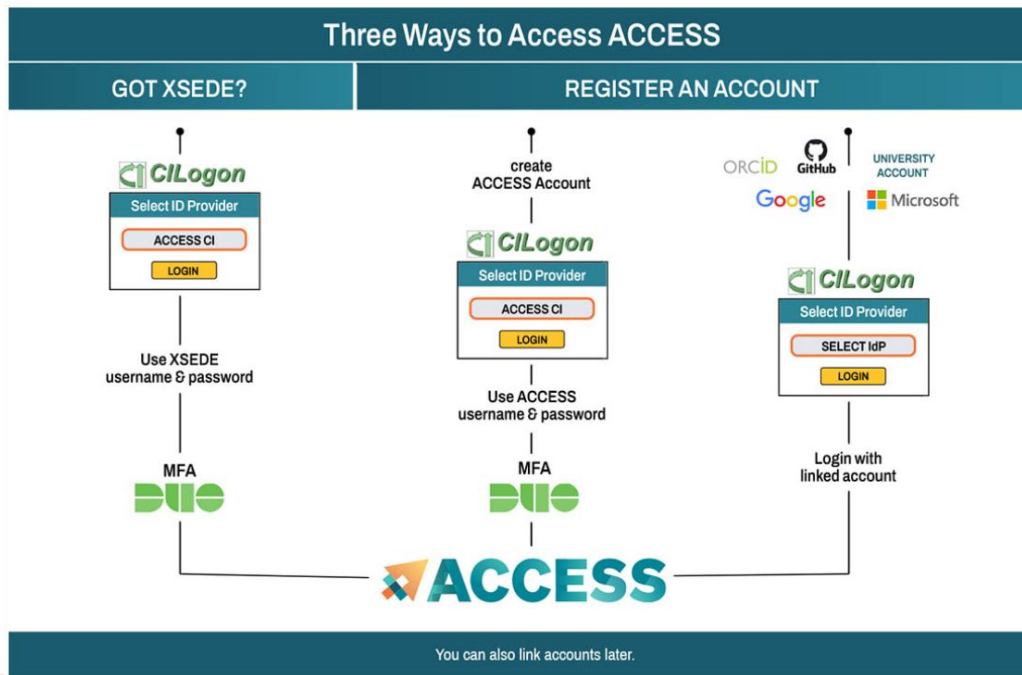 Three Ways to Access ACCESS
GOT XSEDE?
REGISTER AN ACCOUNT
CILogon
Select ID Provider
ACCESS CI
LOGIN
Use XSEDE
username & password
MFA
DUO
create
ACCESS Account
CILogon
Select ID Provider
ACCESS CI
LOGIN
Use ACCESS
username & password
MFA
DUO
ORCID
GitHub
UNIVERSITY
ACCOUNT
Google
Microsoft
CILogon
Select ID Provider
SELECT IdP
LOGIN
Login with
linked account
ACCESS
You can also link accounts later.